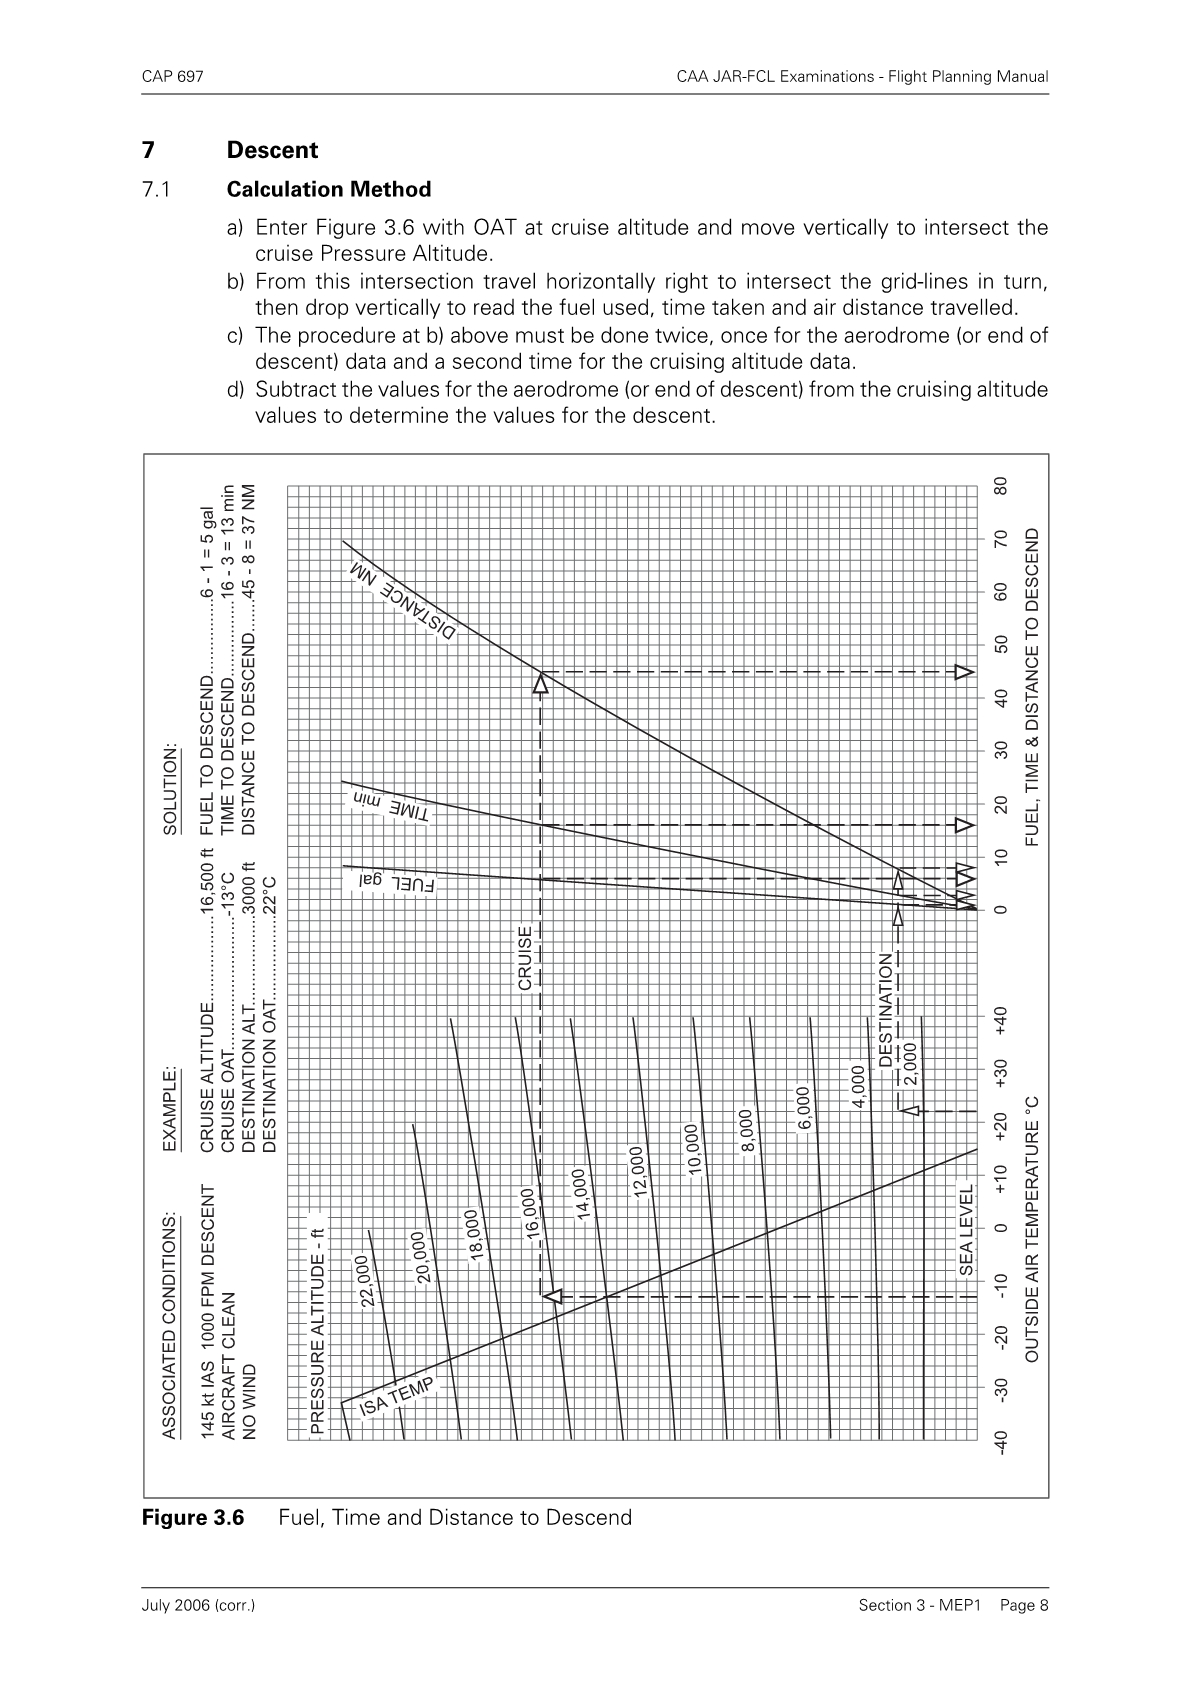 CAP 697 CAA JAR-FCL Examinations - Flight Planning Manual
7 Descent
7.1 Calculation Method
a) Enter Figure 3.6 with OAT at cruise altitude and move vertically to intersect the
cruise Pressure Altitude.
b) From this intersection travel horizontally right to intersect the grid-lines in turn,
then drop vertically to read the fuel used, time taken and air distance travelled.
c) The procedure at b) above must be done twice, once for the aerodrome (or end of
descent) data and a second time for the cruising altitude data.
d) Subtract the values for the aerodrome (or end of descent) from the cruising altitude
values to determine the values for the descent.
ASSOCIATED CONDITIONS:
145 kt IAS 1000 FPM DESCENT
AIRCRAFT CLEAN
NO WIND
EXAMPLE:
CRUISE ALTITUDE....................16,500 ft
CRUISE OAT..........................-13°C
DESTINATION ALT....................3000 ft
DESTINATION OAT....................22°C
SOLUTION:
FUEL TO DESCEND................6 - 1 = 5 gal
TIME TO DESCEND................16 - 3 = 13 min
DISTANCE TO DESCEND.......45 - 8 = 37 NM
PRESSURE ALTITUDE - ft
22,000
20,000
18,000
16,000
14,000
12,000
10,000
8,000
6,000
4,000
2,000
SEA LEVEL
ISA TEMP
CRUISE
DESTINATION
FUEL gal
TIME min
DISTANCE NM
-40 -30 -20 -10 0 +10 +20 +30 +40
OUTSIDE AIR TEMPERATURE °C
0 10 20 30 40 50 60 70 80
FUEL, TIME & DISTANCE TO DESCEND
Figure 3.6 Fuel, Time and Distance to Descend
July 2006 (corr.) Section 3 - MEP1 Page 8